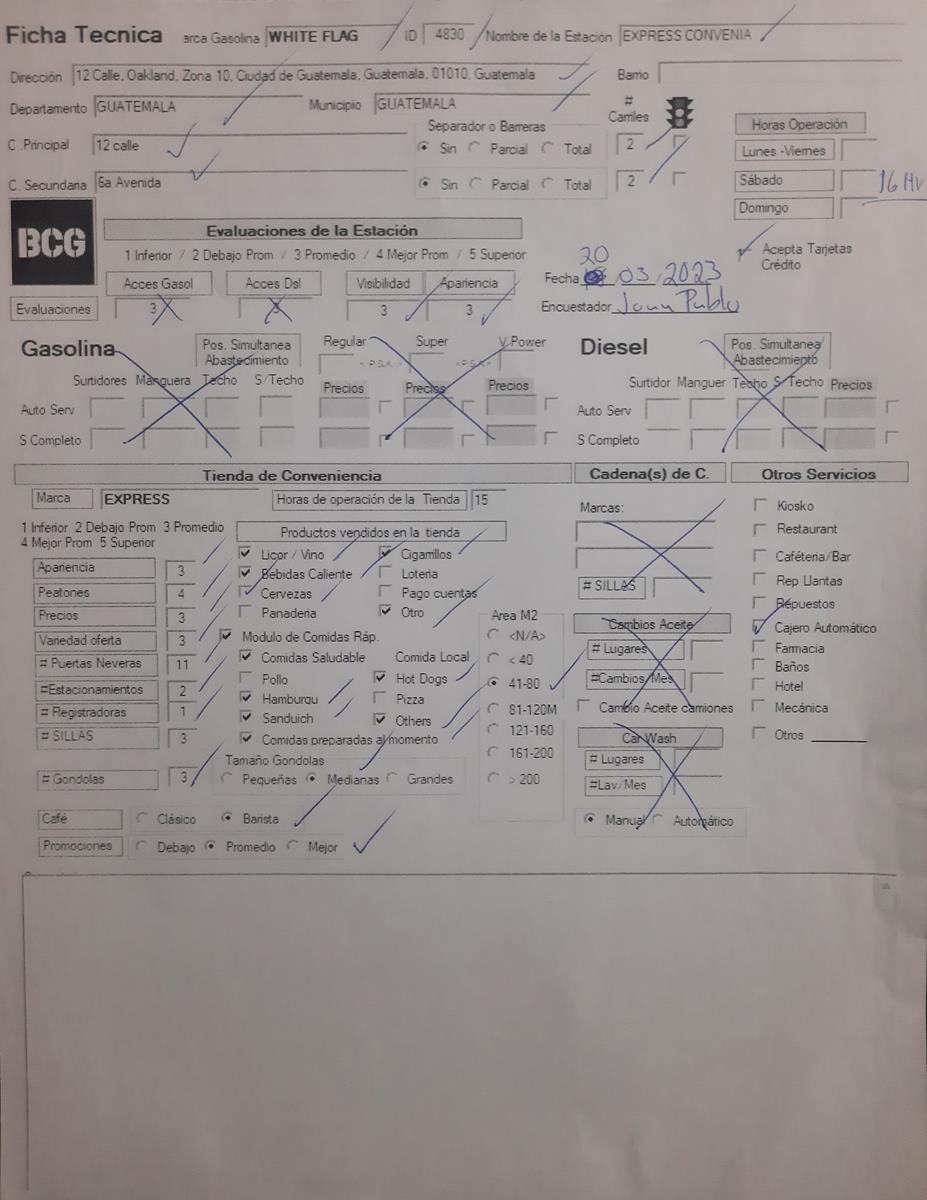 Ficha Tecnica arca Gasolina WHITE FLAG ID 4830 Nombre de la Estación EXPRESS CONVENIA
Dirección 12 Calle, Oakland, Zona 10, Ciudad de Guatemala, Guatemala, 01010, Guatemala Barrio
Departamento GUATEMALA Municipio GUATEMALA # Carriles
Separador o Barreras Horas Operación
C .Principal 12 calle Sin Parcial Total 2 Lunes -Viernes
C. Secundaria 6a Avenida Sin Parcial Total 2 Sábado 16 Hv
Domingo
BCG Evaluaciones de la Estación
1 Inferior / 2 Debajo Prom / 3 Promedio / 4 Mejor Prom / 5 Superior
Acepta Tarjetas Crédito
Acces Gasol Acces Dsl Visibilidad Apariencia Fecha 20 03 2023
Evaluaciones 3 3 3 3 Encuestador Juan Pablo
Gasolina Pos. Simultanea Abastecimiento Regular Super V Power Diesel Pos. Simultanea Abastecimiento
Surtidores Manguera Techo S/Techo Precios Precios Precios Surtidor Manguer Techo S/Techo Precios
Auto Serv Auto Serv
S Completo S Completo
Tienda de Conveniencia Cadena(s) de C. Otros Servicios
Marca EXPRESS Horas de operación de la Tienda 15 Marcas: Kiosko
1 Inferior 2 Debajo Prom 3 Promedio
4 Mejor Prom 5 Superior
Productos vendidos en la tienda Restaurant
Licor / Vino Cigarrillos Caféteria/Bar
Apariencia 3 Bebidas Caliente Loteria # SILLAS Rep Llantas
Peatones 4 Cervezas Pago cuentas Répuestos
Precios 3 Panaderia Otro Area M2 Cambios Aceite Cajero Automático
Variedad oferta 3 Modulo de Comidas Ráp. <N/A> # Lugares Farmacia
# Puertas Neveras 11 Comidas Saludable Comida Local < 40 Baños
#Estacionamientos 2 Pollo Hot Dogs 41-80 #Cambios/Mes Hotel
# Registradoras 1 Hamburgu Pizza 81-120M Cambio Aceite camiones Mecánica
# SILLAS 3 Sanduich Others 121-160 Car Wash Otros
Comidas preparadas al momento 161-200 # Lugares
# Gondolas 3 Tamaño Gondolas Pequeñas Medianas Grandes > 200 #Lav/Mes
Café Clásico Barista Manual Automático
Promociones Debajo Promedio Mejor